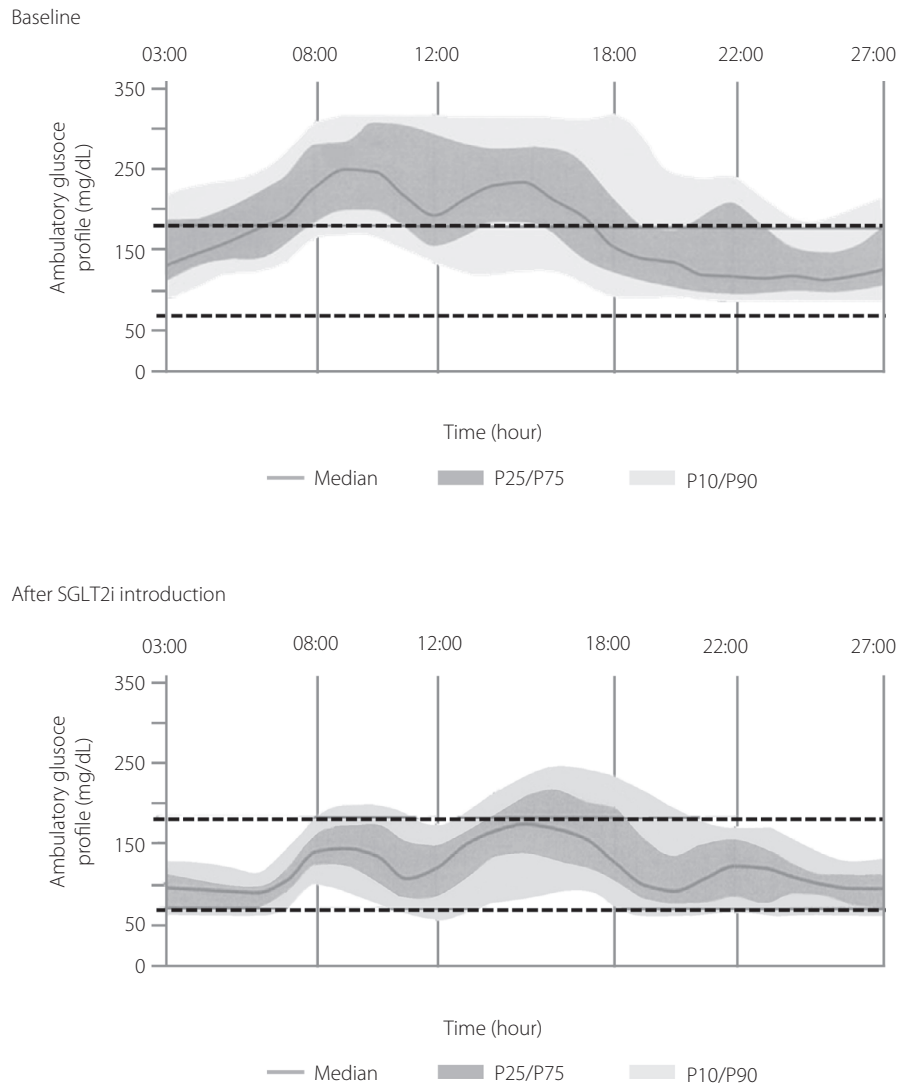 Baseline
03:00 08:00 12:00 18:00 22:00 27:00
350
250
150
50
0
Ambulatory glusoce
profile (mg/dL)
Time (hour)
Median P25/P75 P10/P90
After SGLT2i introduction
03:00 08:00 12:00 18:00 22:00 27:00
350
250
150
50
0
Ambulatory glusoce
profile (mg/dL)
Time (hour)
Median P25/P75 P10/P90